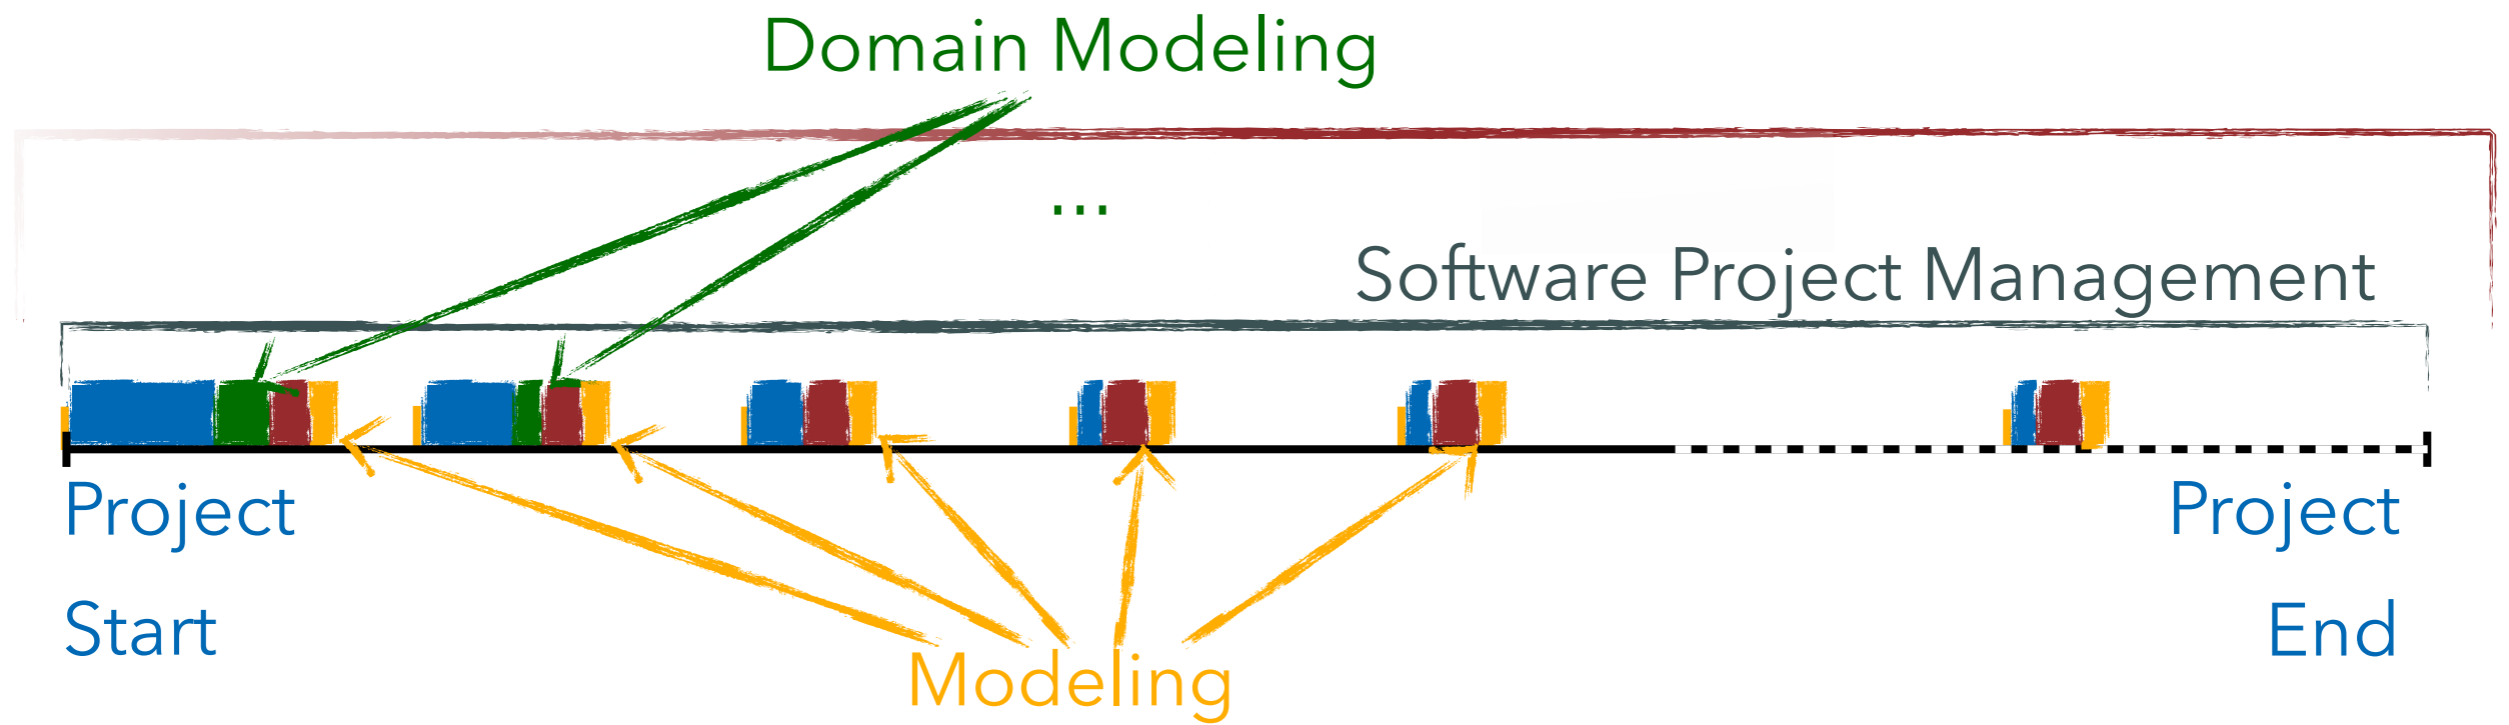 Domain Modeling
...
Software Project Management
Project
Start
Project
End
Modeling